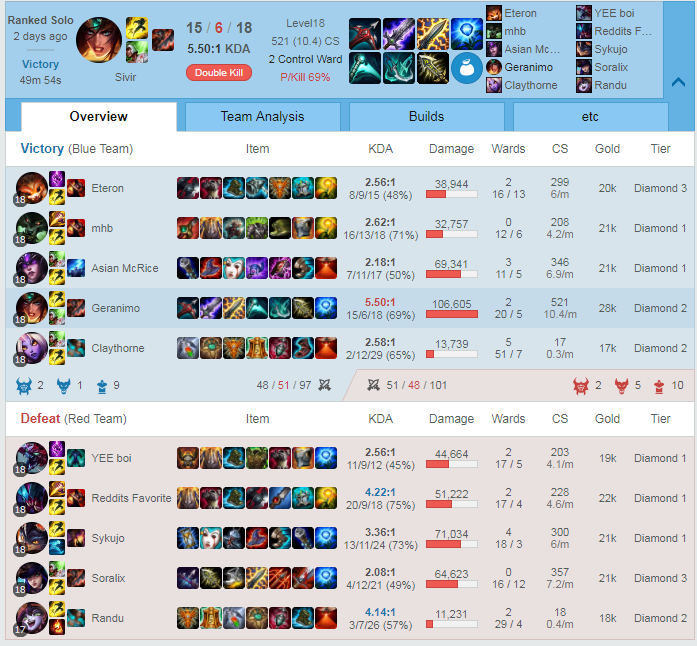 Ranked Solo
2 days ago
Victory
49m 54s
Sivir
15 / 6 / 18
5.50:1 KDA
Double Kill
Level18
521 (10.4) CS
2 Control Ward
P/Kill 69%
Eteron
mhb
Asian Mc...
Geranimo
Claythorne
YEE boi
Reddits F...
Sykujo
Soralix
Randu
Overview Team Analysis Builds etc
Victory (Blue Team) Item KDA Damage Wards CS Gold Tier
18 Eteron 2.56:1 38,944 2 299 20k Diamond 3
8/9/15 (48%) 16 / 13 6/m
18 mhb 2.62:1 32,757 0 208 21k Diamond 1
16/13/18 (71%) 12 / 6 4.2/m
18 Asian McRice 2.18:1 69,341 3 346 21k Diamond 1
7/11/17 (50%) 11 / 5 6.9/m
18 Geranimo 5.50:1 106,605 2 521 28k Diamond 2
15/6/18 (69%) 20 / 5 10.4/m
18 Claythorne 2.58:1 13,739 5 17 17k Diamond 2
2/12/29 (65%) 51 / 7 0.3/m
2 1 9 48 / 51 / 97 51 / 48 / 101 2 5 10
Defeat (Red Team) Item KDA Damage Wards CS Gold Tier
18 YEE boi 2.56:1 44,664 2 203 19k Diamond 1
11/9/12 (45%) 17 / 5 4.1/m
18 Reddits Favorite 4.22:1 51,222 2 228 22k Diamond 1
20/9/18 (75%) 17 / 4 4.6/m
18 Sykujo 3.36:1 71,034 4 300 21k Diamond 1
13/11/24 (73%) 18 / 3 6/m
18 Soralix 2.08:1 64,623 0 357 21k Diamond 3
4/12/21 (49%) 16 / 12 7.2/m
17 Randu 4.14:1 11,231 2 18 18k Diamond 2
3/7/26 (57%) 29 / 4 0.4/m